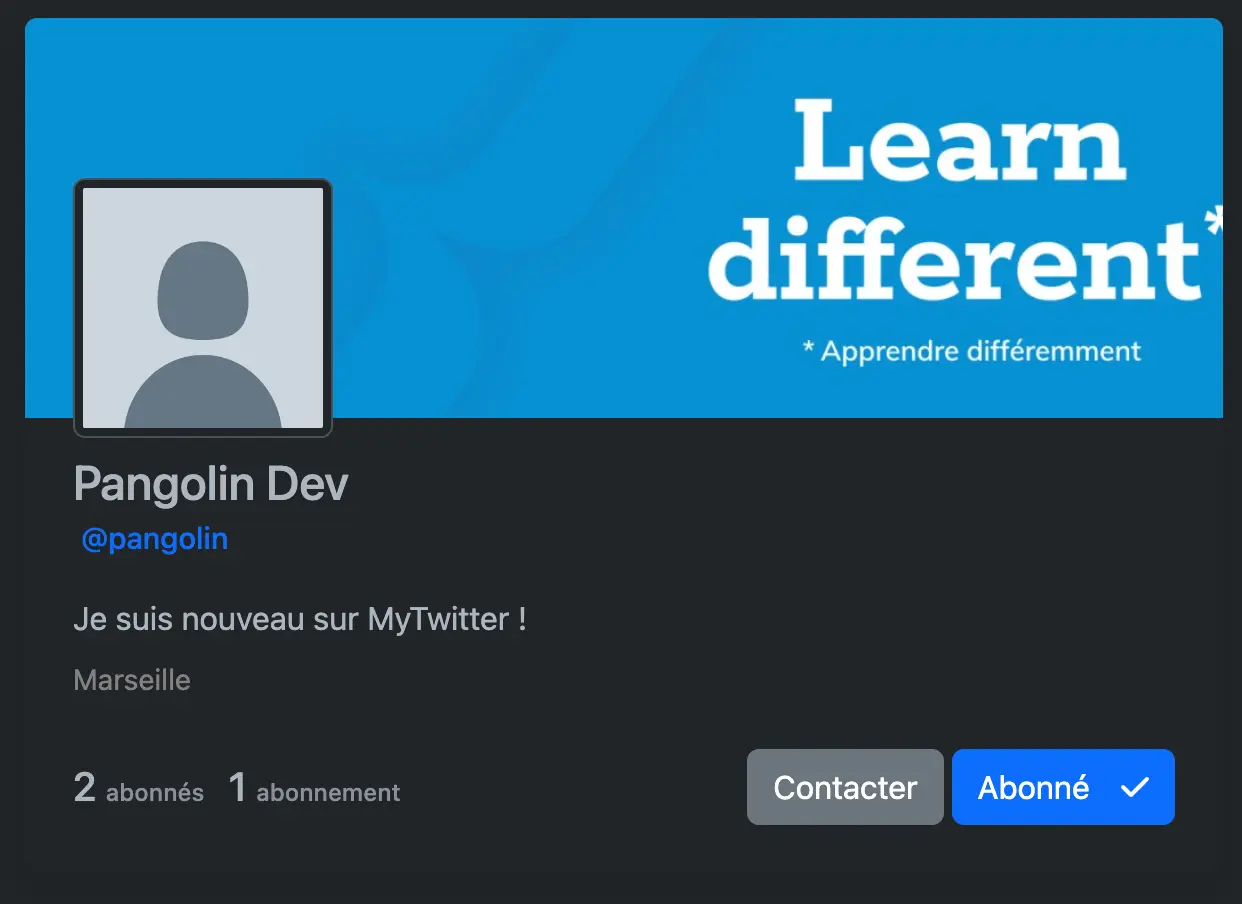 Learn
different*
* Apprendre différemment
Pangolin Dev
@pangolin
Je suis nouveau sur MyTwitter !
Marseille
2 abonnés 1 abonnement
Contacter
Abonné